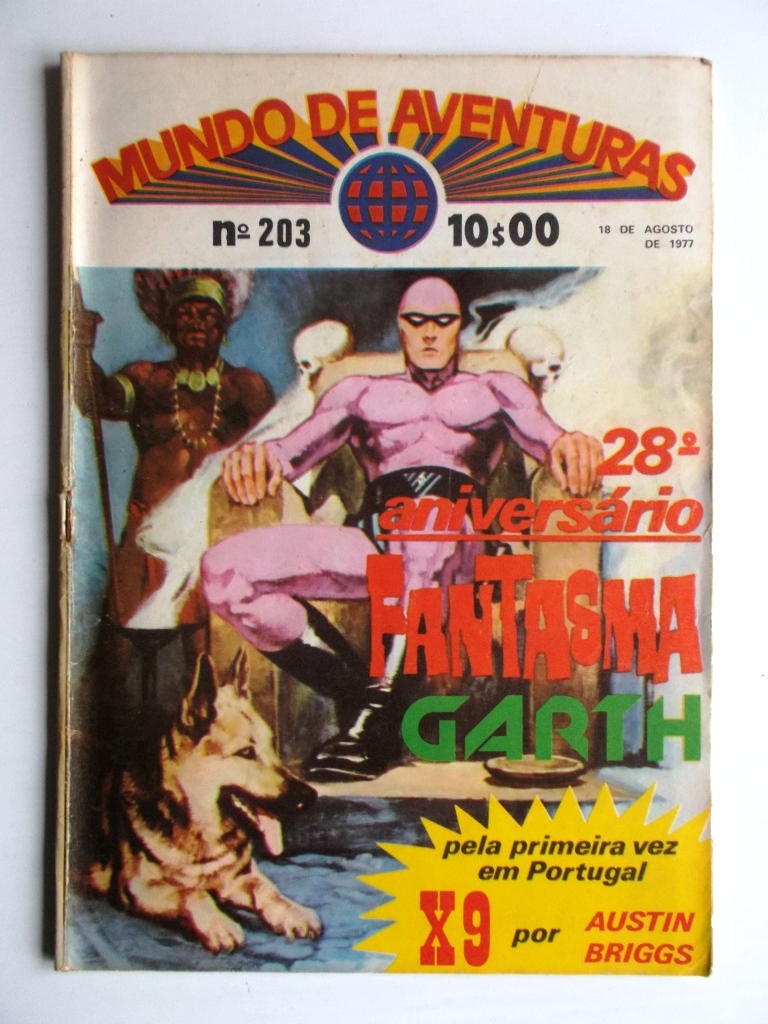 MUNDO DE AVENTURAS
nº 203
10$00
18 DE AGOSTO
DE 1977
28º
aniversário
FANTASMA
GARTH
pela primeira vez
em Portugal
X9 por AUSTIN
BRIGGS